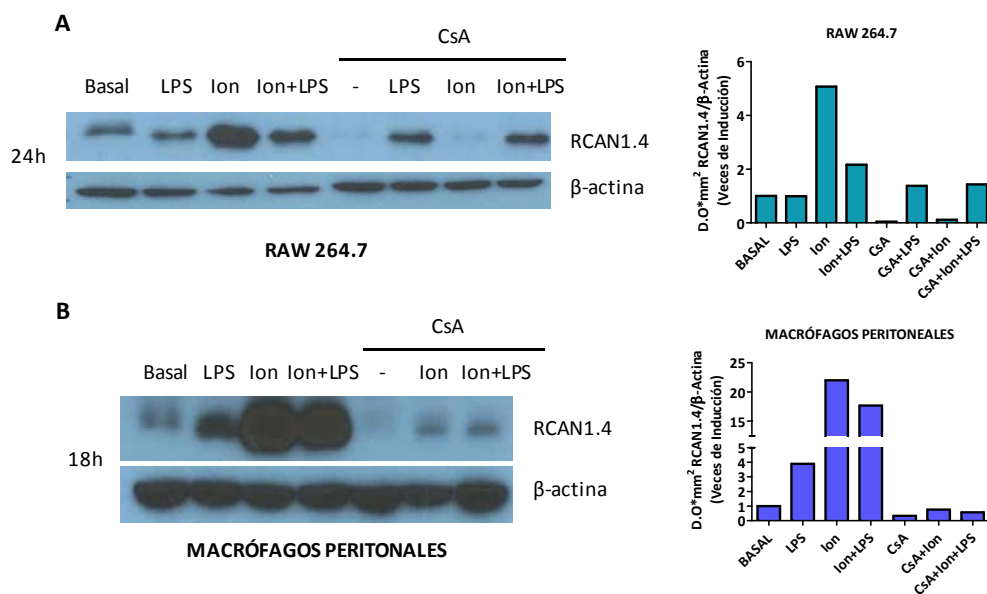 A
CsA
Basal LPS Ion Ion+LPS - LPS Ion Ion+LPS
24h
RCAN1.4
β-actina
RAW 264.7
RAW 264.7
D.O*mm² RCAN1.4/β-Actina
(Veces de Inducción)
6
4
2
0
BASAL
LPS
Ion
Ion+LPS
CsA
CsA+LPS
CsA+Ion
CsA+Ion+LPS
B
CsA
Basal LPS Ion Ion+LPS - Ion Ion+LPS
18h
RCAN1.4
β-actina
MACRÓFAGOS PERITONALES
MACRÓFAGOS PERITONEALES
D.O*mm² RCAN1.4/β-Actina
(Veces de Inducción)
25
20
15
4
3
2
1
0
BASAL
LPS
Ion
Ion+LPS
CsA
CsA+Ion
CsA+Ion+LPS